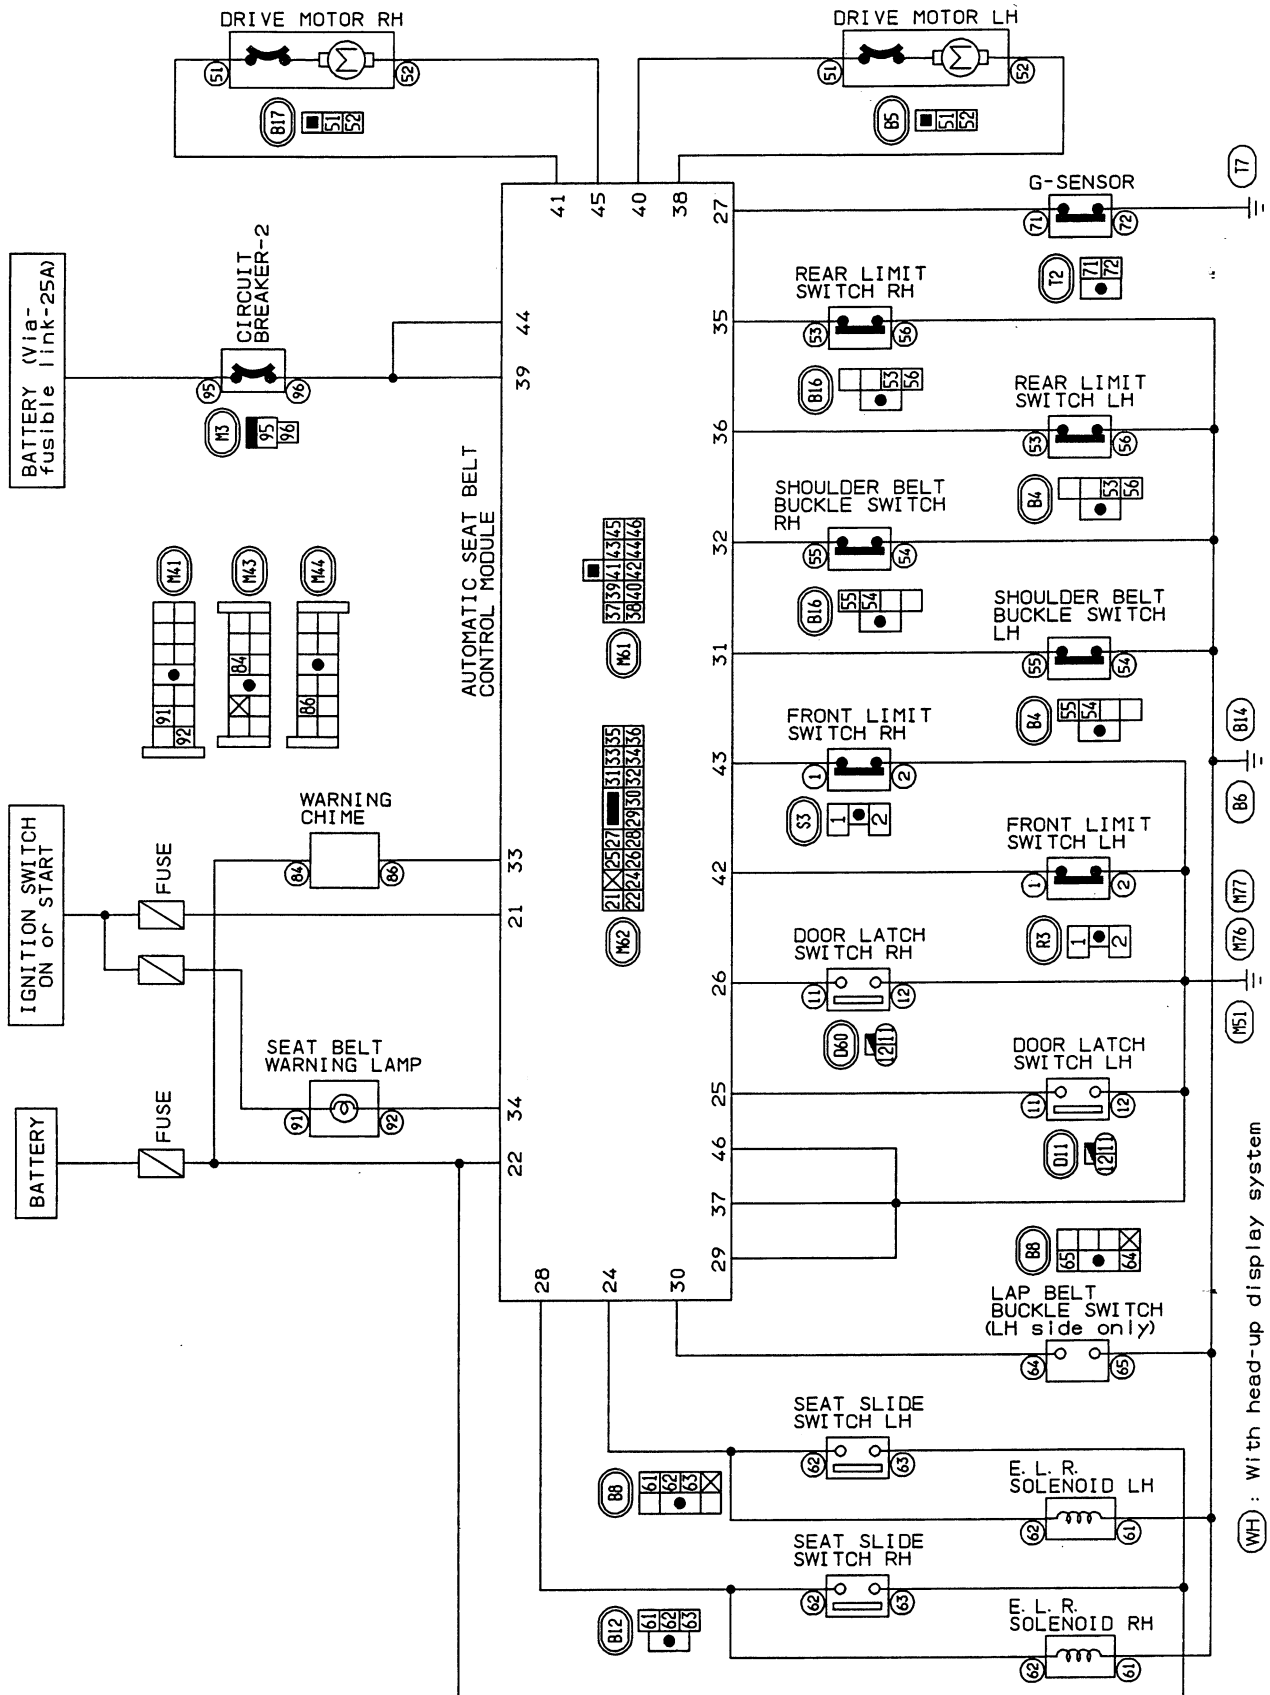 DRIVE MOTOR RH
51
52
B17
51
52
DRIVE MOTOR LH
51
52
B5
51
52
BATTERY (Via-
fusible link-25A)
CIRCUIT
BREAKER-2
95
96
M3
95
96
41
45
40
38
44
39
AUTOMATIC SEAT BELT
CONTROL MODULE
27
G-SENSOR
71
72
T2
71
72
T7
35
REAR LIMIT
SWITCH RH
53
56
B16
53
56
36
REAR LIMIT
SWITCH LH
53
56
B4
53
56
32
SHOULDER BELT
BUCKLE SWITCH
RH
55
54
B16
55
54
31
SHOULDER BELT
BUCKLE SWITCH
LH
55
54
B4
55
54
M41
91
92
M43
84
M44
86
M61
37 39 41 43 45
38 40 42 44 46
M62
21 25 27 31 33 35
22 24 26 28 29 30 32 34 36
43
FRONT LIMIT
SWITCH RH
1
2
S3
1
2
B14
B6
42
FRONT LIMIT
SWITCH LH
1
2
R3
1
2
M77
M76
M51
IGNITION SWITCH
ON or START
FUSE
WARNING
CHIME
84
86
33
21
SEAT BELT
WARNING LAMP
91
92
34
BATTERY
FUSE
22
26
DOOR LATCH
SWITCH RH
11
12
D60
12 11
25
DOOR LATCH
SWITCH LH
11
12
D11
12 11
46
37
29
28
24
30
B8
65
64
LAP BELT
BUCKLE SWITCH
(LH side only)
64
65
SEAT SLIDE
SWITCH LH
62
63
B8
61
62
63
E. L. R.
SOLENOID LH
62
61
SEAT SLIDE
SWITCH RH
62
63
B12
61
62
63
E. L. R.
SOLENOID RH
62
61
WH : With head-up display system